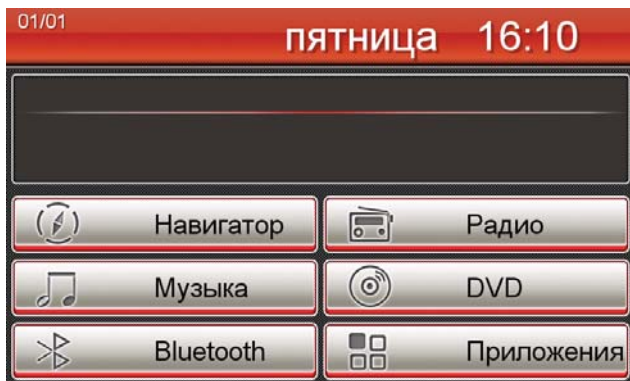 01/01
пятница 16:10
Навигатор Радио
Музыка DVD
Bluetooth Приложения